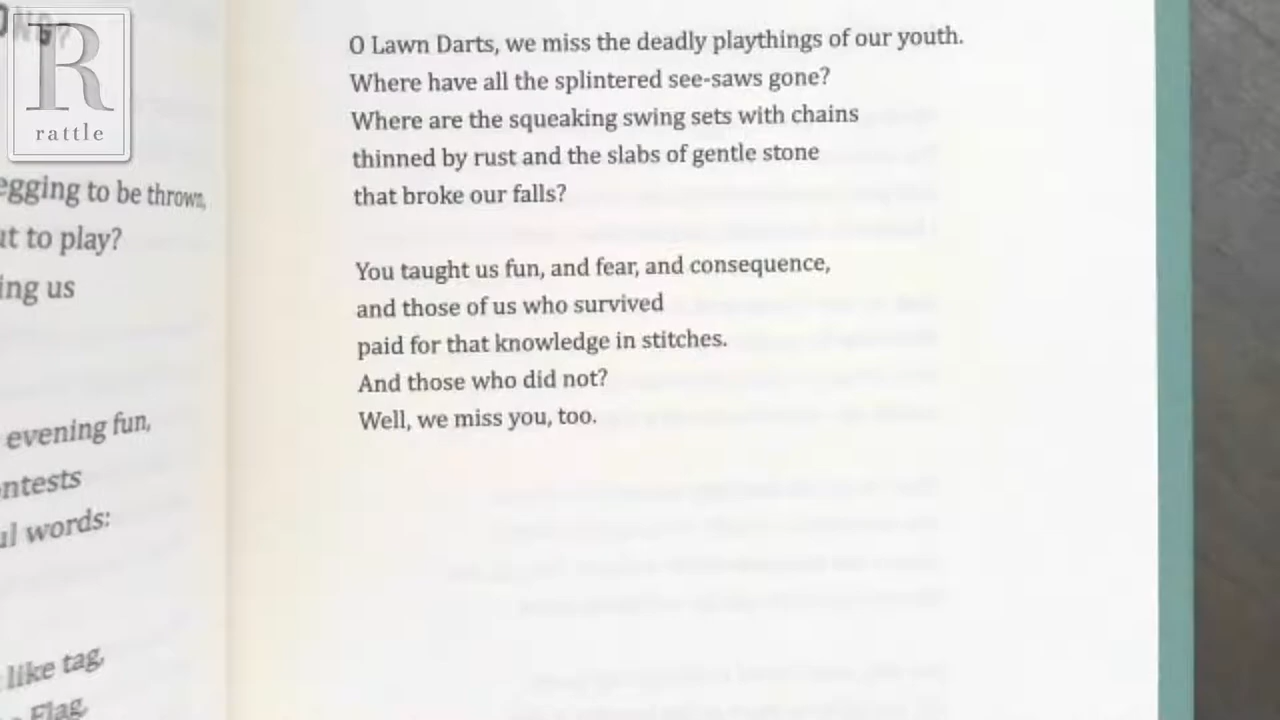 R
rattle
egging to be thrown,
ut to play?
ing us
evening fun,
ntests
ul words:
like tag,
Flag,
O Lawn Darts, we miss the deadly playthings of our youth.
Where have all the splintered see-saws gone?
Where are the squeaking swing sets with chains
thinned by rust and the slabs of gentle stone
that broke our falls?
You taught us fun, and fear, and consequence,
and those of us who survived
paid for that knowledge in stitches.
And those who did not?
Well, we miss you, too.